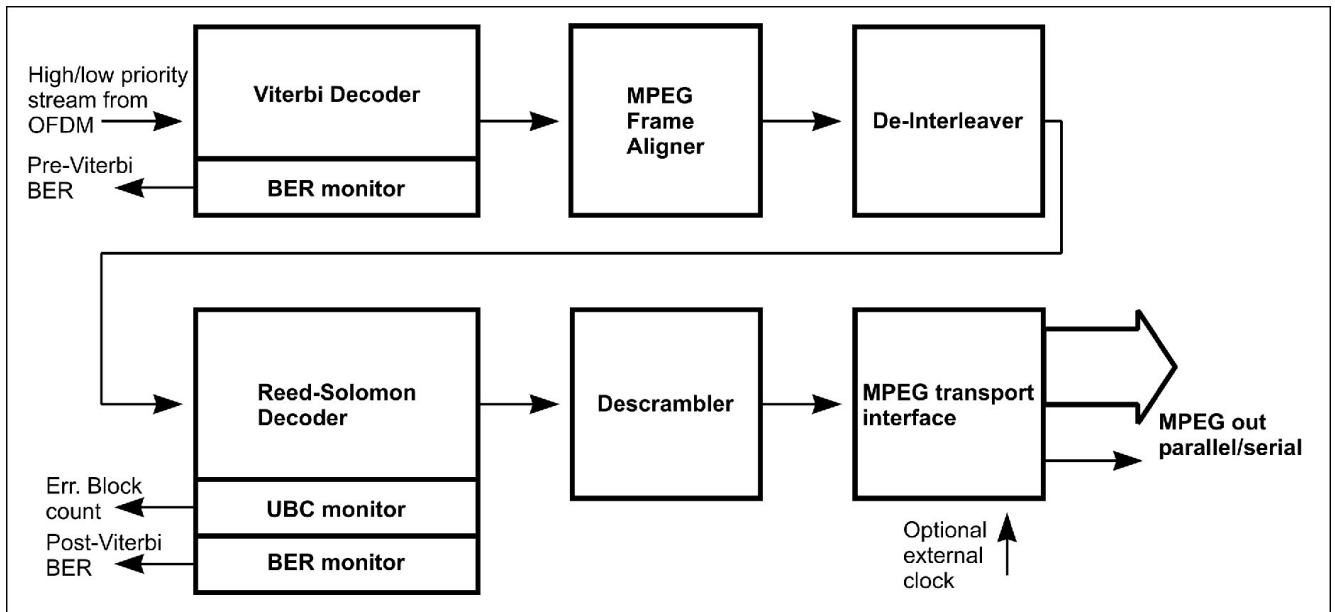 High/low priority
stream from
OFDM
Viterbi Decoder
MPEG
Frame
Aligner
De-Interleaver
Pre-Viterbi
BER
BER monitor
Reed-Solomon
Decoder
Descrambler
MPEG transport
interface
MPEG out
parallel/serial
Err. Block
count
UBC monitor
Post-Viterbi
BER
BER monitor
Optional
external
clock